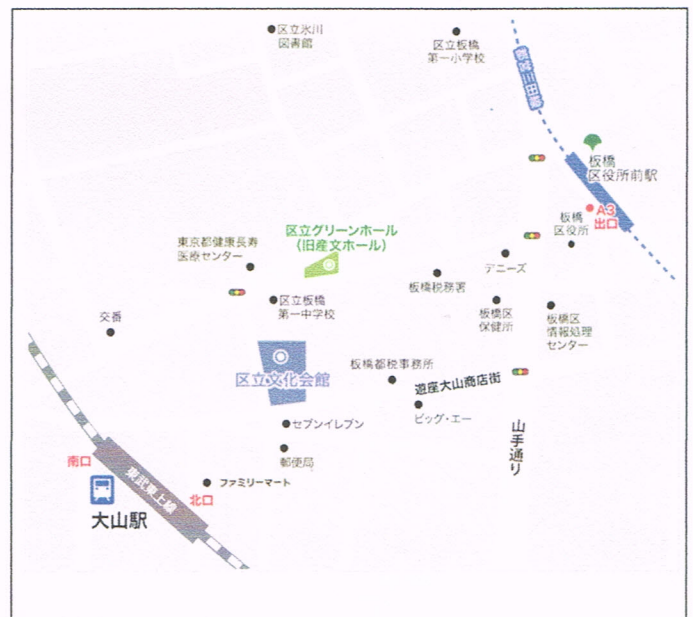 区立氷川
図書館
区立板橋
第一小学校
都営三田線
板橋
区役所前駅
A3
出口
板橋
区役所
区立グリーンホール
(旧産文ホール)
東京都健康長寿
医療センター
デニーズ
板橋税務署
区立板橋
第一中学校
板橋区
保健所
板橋区
情報処理
センター
交番
区立文化会館
板橋都税事務所
遊座大山商店街
ビッグ・エー
山手通り
セブンイレブン
郵便局
南口
東武東上線
ファミリーマート
北口
大山駅